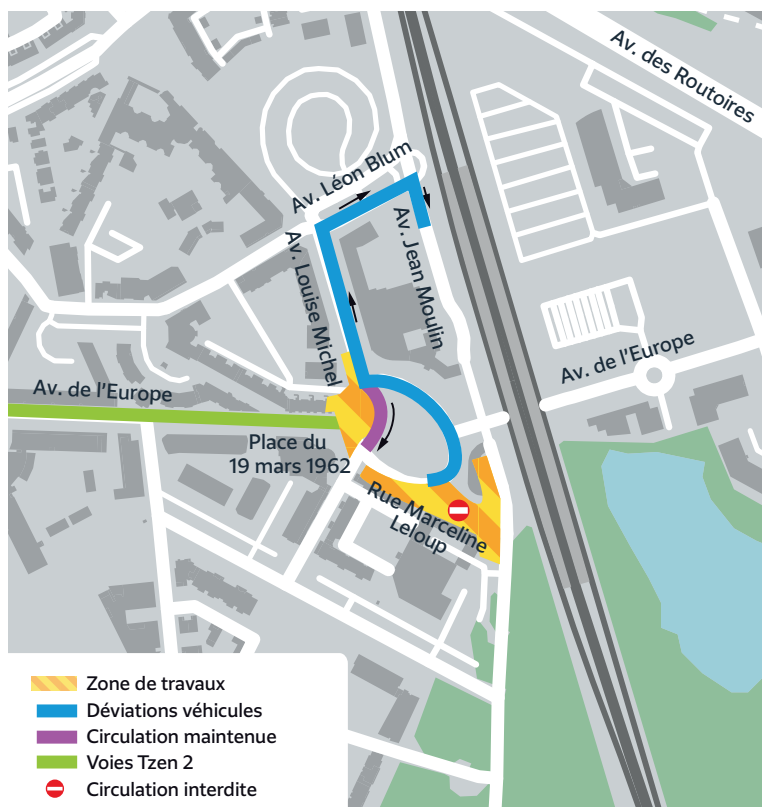 Av. des Routoires
Av. Léon Blum
Av. Jean Moulin
Av. Louise Michel
Av. de l'Europe
Av. de l'Europe
Place du
19 mars 1962
Rue Marceline
Leloup
Zone de travaux
Déviations véhicules
Circulation maintenue
Voies Tzen 2
Circulation interdite